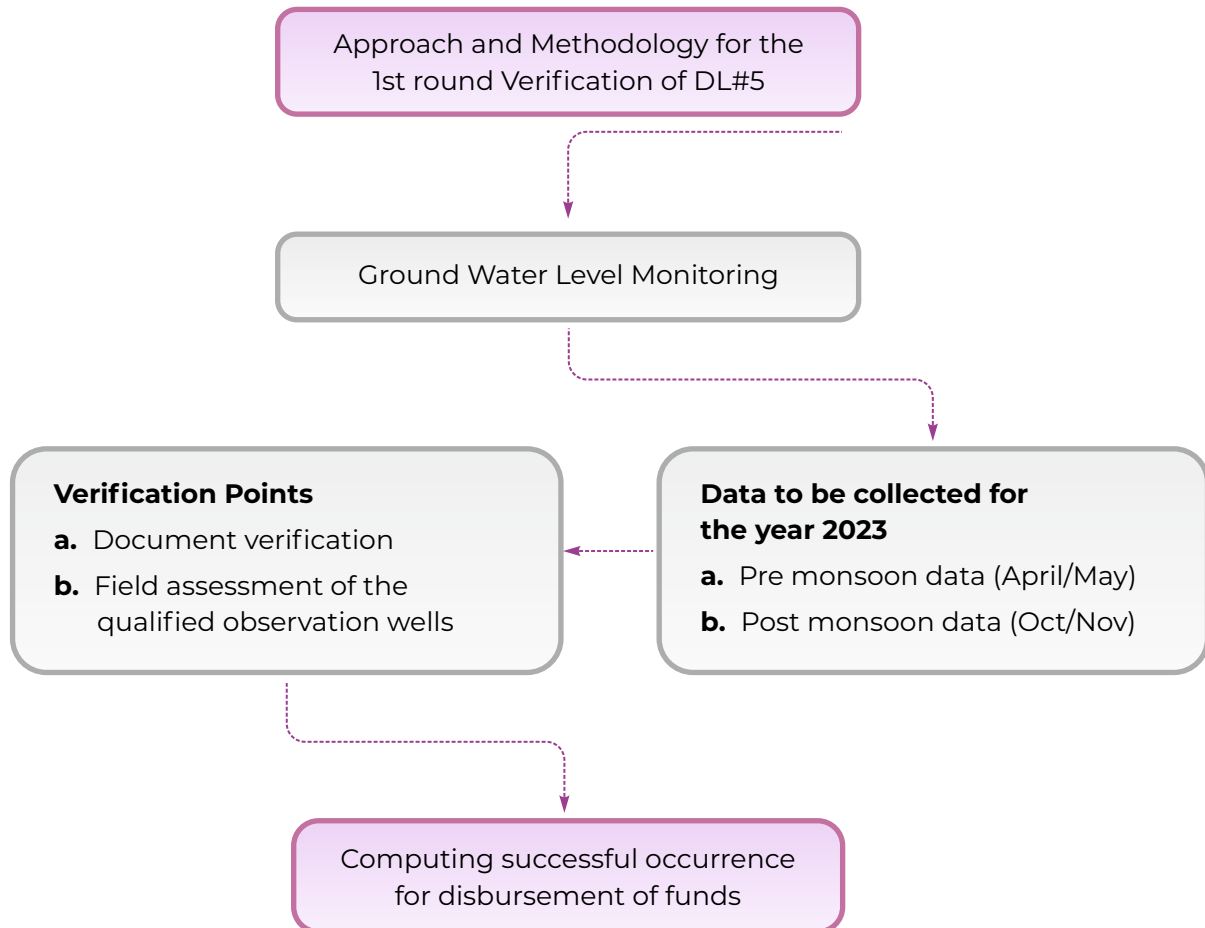 Approach and Methodology for the
1st round Verification of DL#5
Ground Water Level Monitoring
Data to be collected for
the year 2023
a. Pre monsoon data (April/May)
b. Post monsoon data (Oct/Nov)
Verification Points
a. Document verification
b. Field assessment of the
qualified observation wells
Computing successful occurrence
for disbursement of funds